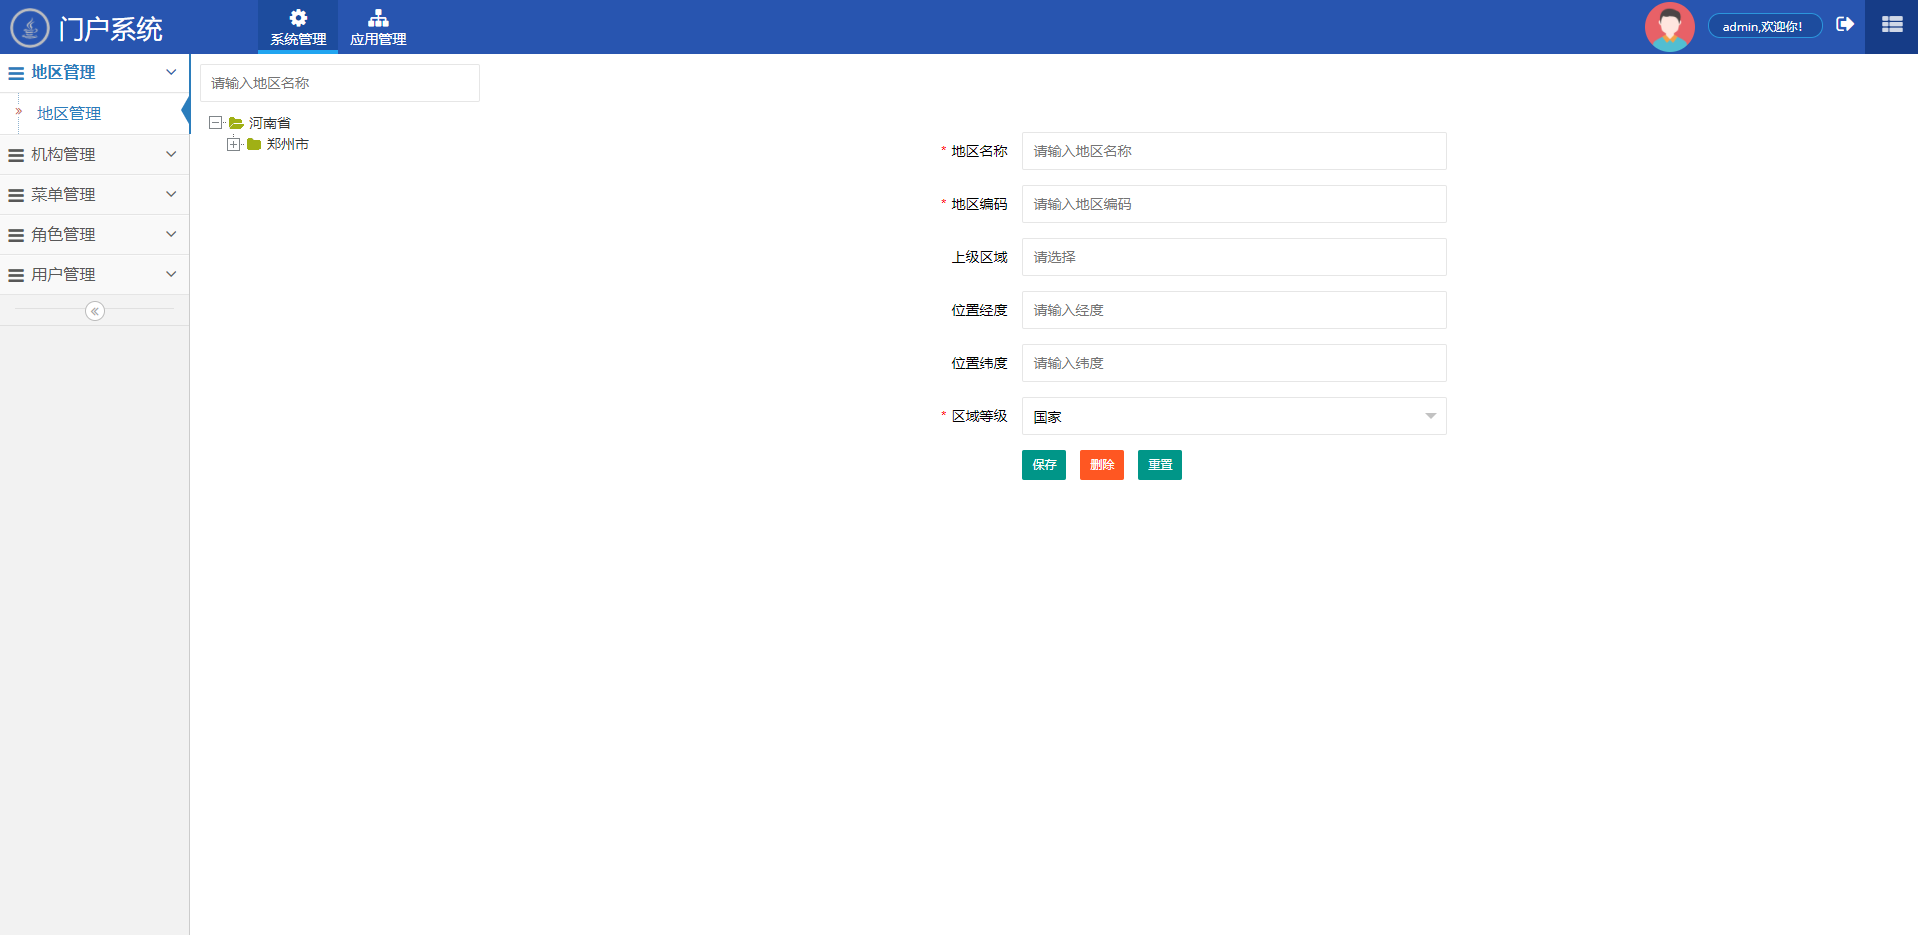 门户系统
系统管理
应用管理
admin,欢迎你!
地区管理
地区管理
机构管理
菜单管理
角色管理
用户管理
请输入地区名称
河南省
郑州市
* 地区名称 请输入地区名称
* 地区编码 请输入地区编码
上级区域 请选择
位置经度 请输入经度
位置纬度 请输入纬度
* 区域等级 国家
保存 删除 重置